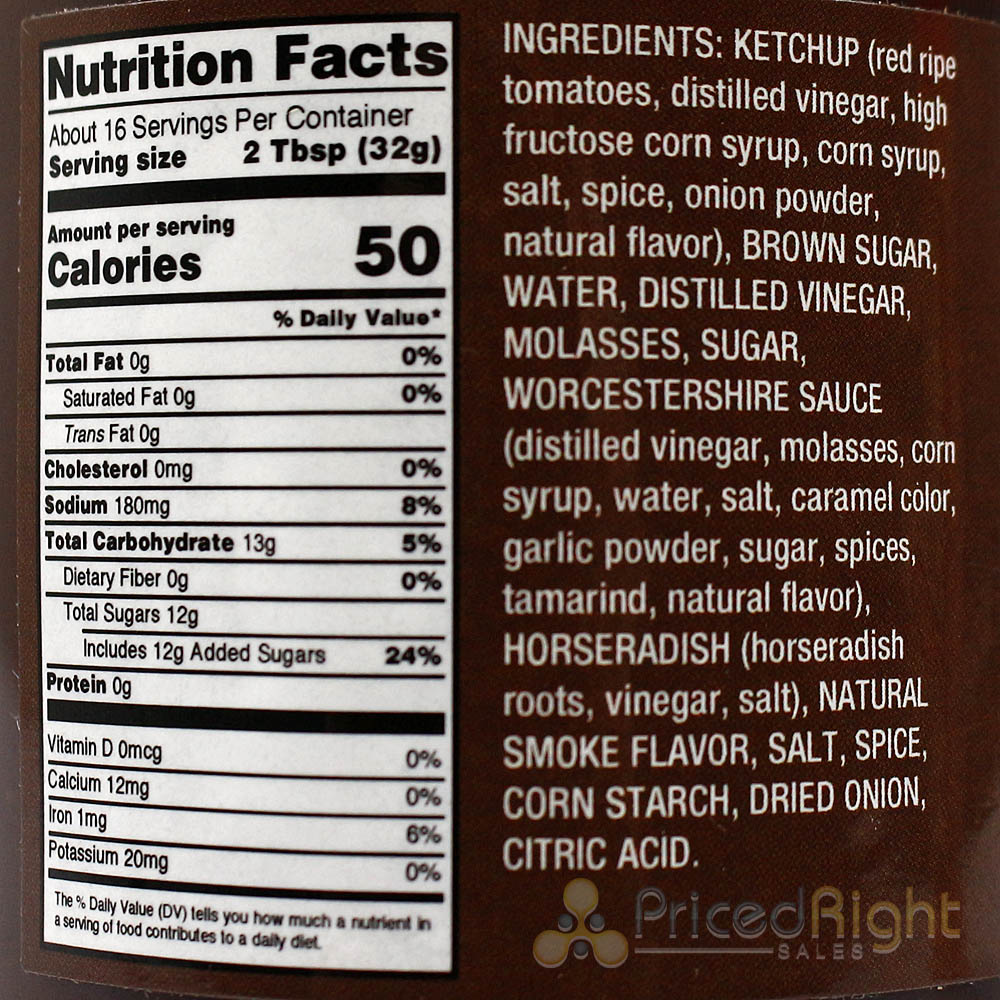 Nutrition Facts
About 16 Servings Per Container
Serving size 2 Tbsp (32g)
Amount per serving
Calories 50
% Daily Value*
Total Fat 0g 0%
Saturated Fat 0g 0%
Trans Fat 0g
Cholesterol 0mg 0%
Sodium 180mg 8%
Total Carbohydrate 13g 5%
Dietary Fiber 0g 0%
Total Sugars 12g
Includes 12g Added Sugars 24%
Protein 0g
Vitamin D 0mcg 0%
Calcium 12mg 0%
Iron 1mg 6%
Potassium 20mg 0%
The % Daily Value (DV) tells you how much a nutrient in
a serving of food contributes to a daily diet.
INGREDIENTS: KETCHUP (red ripe
tomatoes, distilled vinegar, high
fructose corn syrup, corn syrup,
salt, spice, onion powder,
natural flavor), BROWN SUGAR,
WATER, DISTILLED VINEGAR,
MOLASSES, SUGAR,
WORCESTERSHIRE SAUCE
(distilled vinegar, molasses, corn
syrup, water, salt, caramel color,
garlic powder, sugar, spices,
tamarind, natural flavor),
HORSERADISH (horseradish
roots, vinegar, salt), NATURAL
SMOKE FLAVOR, SALT, SPICE,
CORN STARCH, DRIED ONION,
CITRIC ACID.
PricedRight
SALES